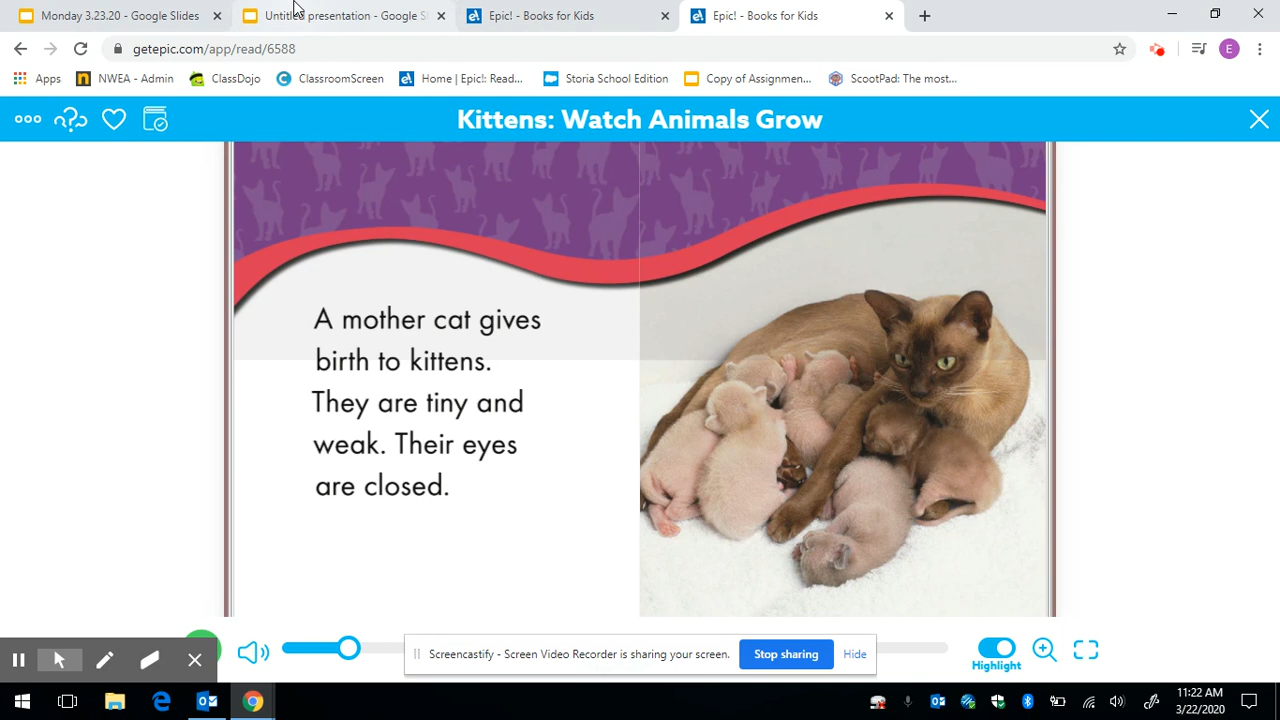 Monday 3.23.20 - Google Slides
Untitled presentation - Google S
Epic! - Books for Kids
Epic! - Books for Kids
getepic.com/app/read/6588
E
Apps
NWEA - Admin
ClassDojo
ClassroomScreen
Home | Epic!: Read...
Storia School Edition
Copy of Assignmen...
ScootPad: The most...
Kittens: Watch Animals Grow
A mother cat gives
birth to kittens.
They are tiny and
weak. Their eyes
are closed.
Screencastify - Screen Video Recorder is sharing your screen.
Stop sharing
Hide
Highlight
11:22 AM
3/22/2020